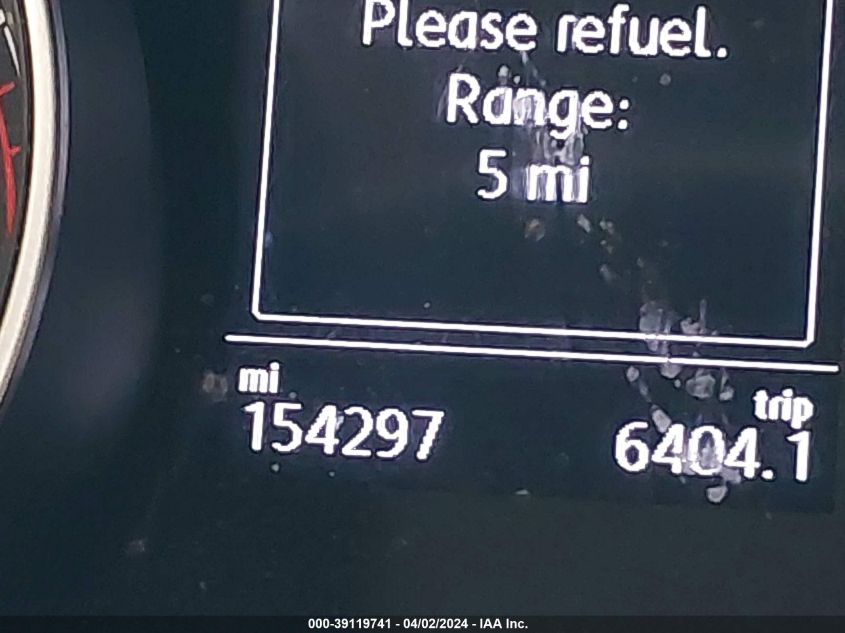 Please refuel.
Range:
5 mi
mi
trip
154297
6404.1
000-39119741 - 04/02/2024 - IAA Inc.